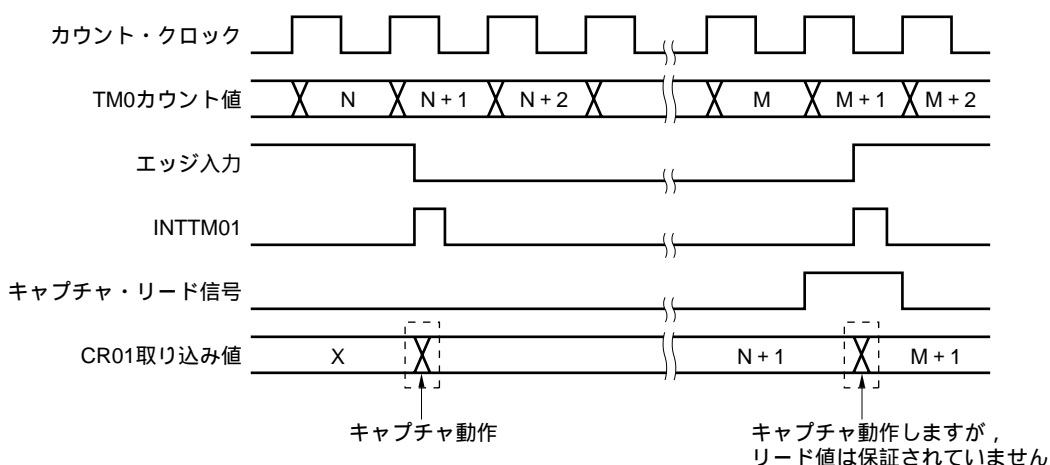 カウント・クロック
TM0カウント値
N
N + 1
N + 2
M
M + 1
M + 2
エッジ入力
INTTM01
キャプチャ・リード信号
CR01取り込み値
X
N + 1
M + 1
キャプチャ動作
キャプチャ動作しますが，
リード値は保証されていません